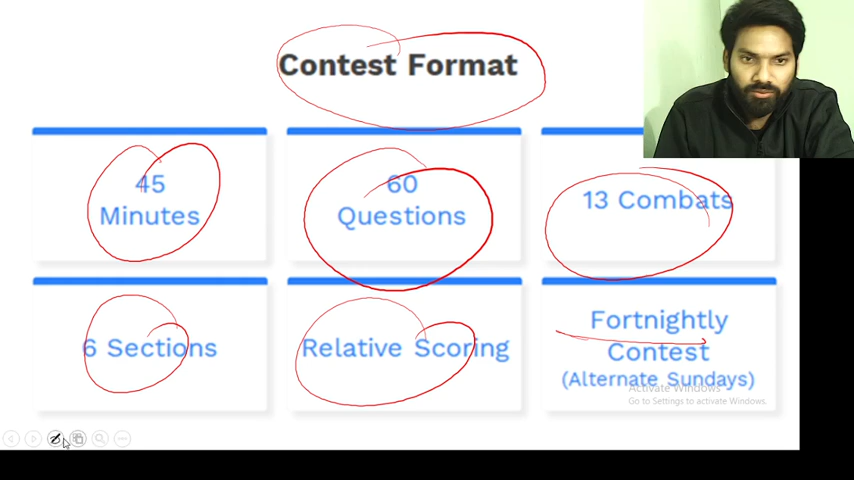 Contest Format
45
Minutes
60
Questions
13 Combats
6 Sections
Relative Scoring
Fortnightly
Contest
(Alternate Sundays)
Activate Windows
Go to Settings to activate Windows.